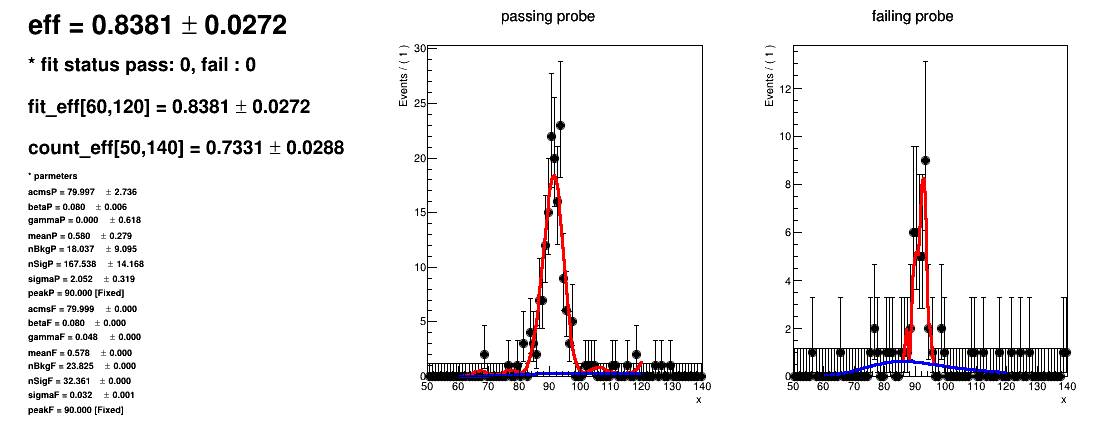 eff = 0.8381 ± 0.0272
* fit status pass: 0, fail : 0
fit_eff[60,120] = 0.8381 ± 0.0272
count_eff[50,140] = 0.7331 ± 0.0288
* parmeters
acmsP = 79.997 ± 2.736
betaP = 0.080 ± 0.006
gammaP = 0.000 ± 0.618
meanP = 0.580 ± 0.279
nBkgP = 18.037 ± 9.095
nSigP = 167.538 ± 14.168
sigmaP = 2.052 ± 0.319
peakP = 90.000 [Fixed]
acmsF = 79.999 ± 0.000
betaF = 0.080 ± 0.000
gammaF = 0.048 ± 0.000
meanF = 0.578 ± 0.000
nBkgF = 23.825 ± 0.000
nSigF = 32.361 ± 0.000
sigmaF = 0.032 ± 0.001
peakF = 90.000 [Fixed]
passing probe
Events / ( 1 )
30
25
20
15
10
5
0
50 60 70 80 90 100 110 120 130 140
x
failing probe
Events / ( 1 )
12
10
8
6
4
2
0
50 60 70 80 90 100 110 120 130 140
x